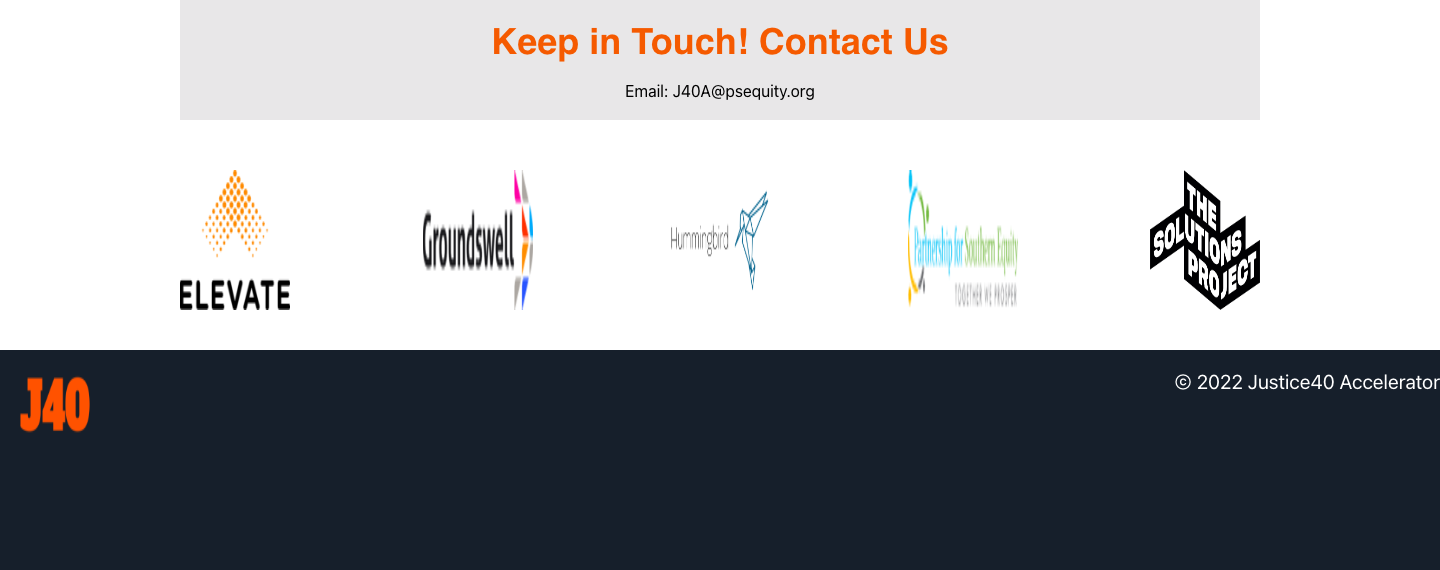 Keep in Touch! Contact Us
Email: J40A@psequity.org
ELEVATE
Groundswell
Hummingbird
Partnership for Southern Equity
TOGETHER WE PROSPER
THE
SOLUTIONS
PROJECT
J40
© 2022 Justice40 Accelerator